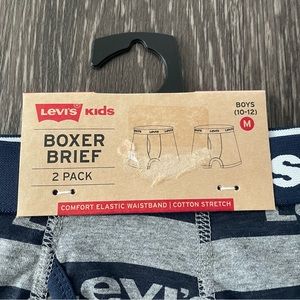 LEVI'S KIDS
BOYS
(10-12)
M
BOXER
BRIEF
2 PACK
COMFORT ELASTIC WAISTBAND | COTTON STRETCH
S
LEVI'S